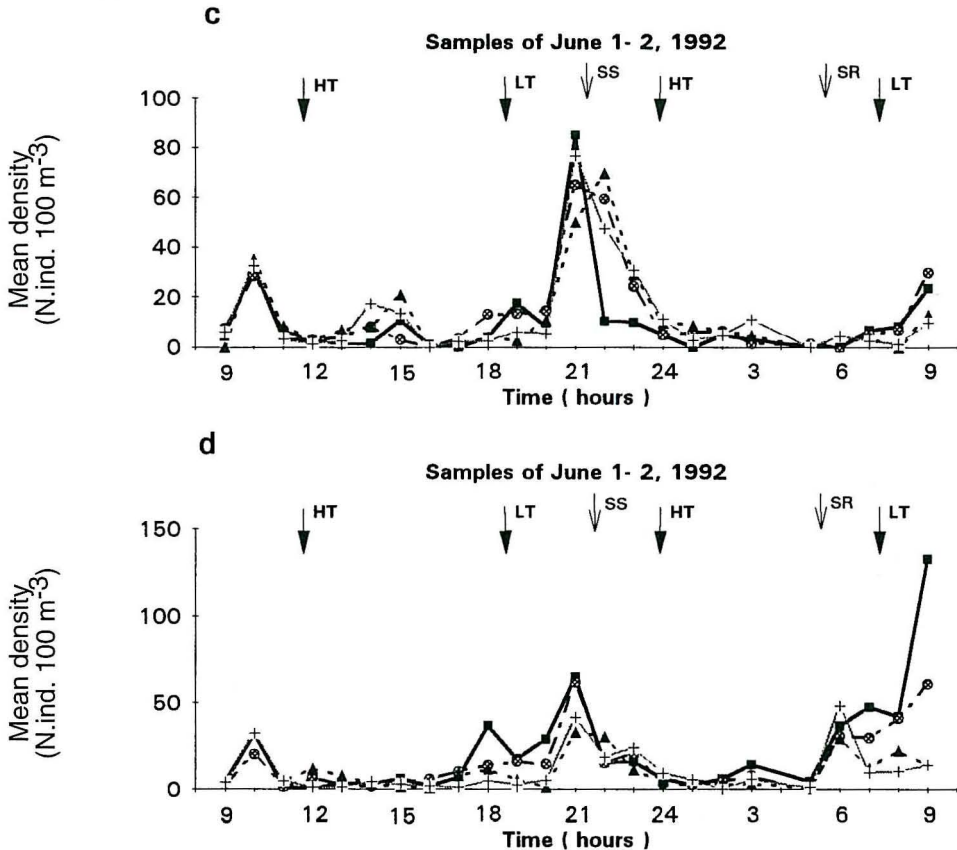 c
Samples of June 1- 2, 1992
HT LT SS HT SR LT
100
80
60
40
20
0
Mean density
(N.ind. 100 m-3)
9 12 15 18 21 24 3 6 9
Time ( hours )
d
Samples of June 1- 2, 1992
HT LT SS HT SR LT
150
100
50
0
Mean density
(N.ind. 100 m-3)
9 12 15 18 21 24 3 6 9
Time ( hours )